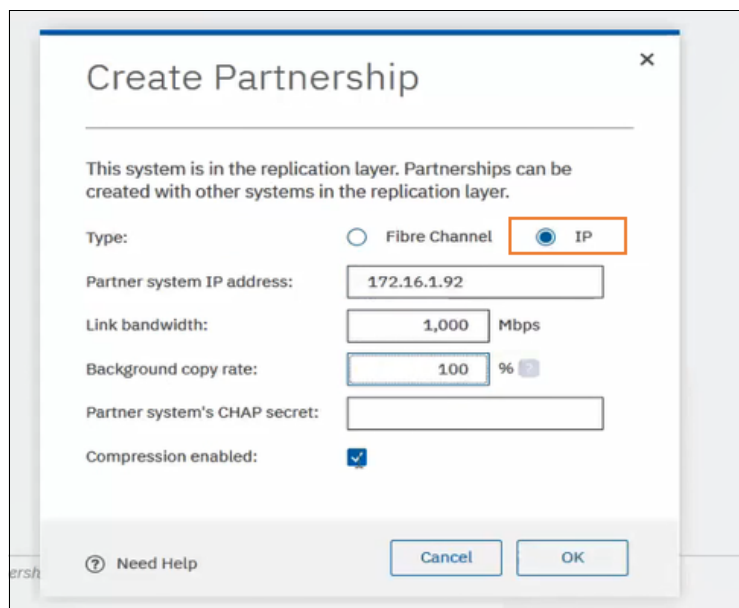 Create Partnership
This system is in the replication layer. Partnerships can be
created with other systems in the replication layer.
Type: Fibre Channel IP
Partner system IP address: 172.16.1.92
Link bandwidth: 1,000 Mbps
Background copy rate: 100 % ?
Partner system's CHAP secret:
Compression enabled:
? Need Help Cancel OK
ersh